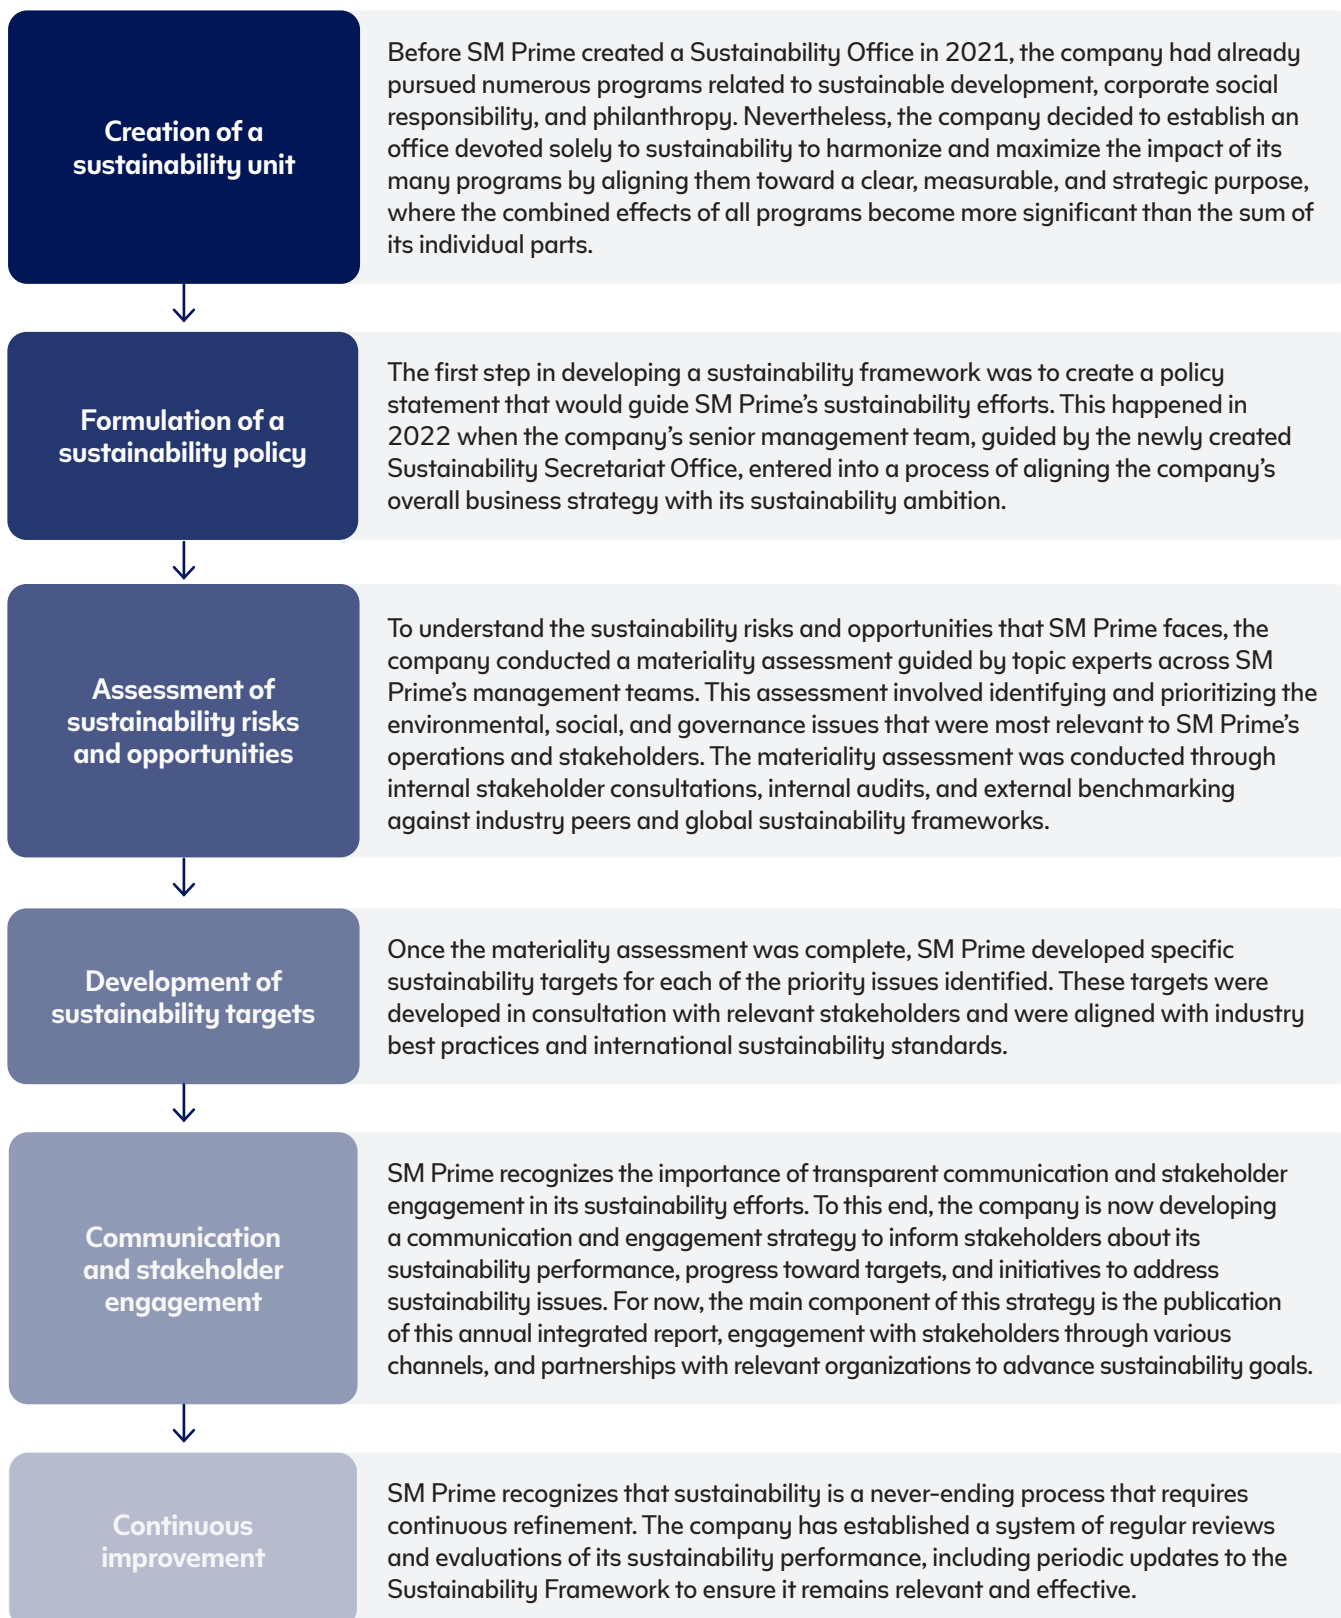 Creation of a
sustainability unit
Before SM Prime created a Sustainability Office in 2021, the company had already
pursued numerous programs related to sustainable development, corporate social
responsibility, and philanthropy. Nevertheless, the company decided to establish an
office devoted solely to sustainability to harmonize and maximize the impact of its
many programs by aligning them toward a clear, measurable, and strategic purpose,
where the combined effects of all programs become more significant than the sum of
its individual parts.
Formulation of a
sustainability policy
The first step in developing a sustainability framework was to create a policy
statement that would guide SM Prime’s sustainability efforts. This happened in
2022 when the company’s senior management team, guided by the newly created
Sustainability Secretariat Office, entered into a process of aligning the company’s
overall business strategy with its sustainability ambition.
Assessment of
sustainability risks
and opportunities
To understand the sustainability risks and opportunities that SM Prime faces, the
company conducted a materiality assessment guided by topic experts across SM
Prime’s management teams. This assessment involved identifying and prioritizing the
environmental, social, and governance issues that were most relevant to SM Prime’s
operations and stakeholders. The materiality assessment was conducted through
internal stakeholder consultations, internal audits, and external benchmarking
against industry peers and global sustainability frameworks.
Development of
sustainability targets
Once the materiality assessment was complete, SM Prime developed specific
sustainability targets for each of the priority issues identified. These targets were
developed in consultation with relevant stakeholders and were aligned with industry
best practices and international sustainability standards.
Communication
and stakeholder
engagement
SM Prime recognizes the importance of transparent communication and stakeholder
engagement in its sustainability efforts. To this end, the company is now developing
a communication and engagement strategy to inform stakeholders about its
sustainability performance, progress toward targets, and initiatives to address
sustainability issues. For now, the main component of this strategy is the publication
of this annual integrated report, engagement with stakeholders through various
channels, and partnerships with relevant organizations to advance sustainability goals.
Continuous
improvement
SM Prime recognizes that sustainability is a never-ending process that requires
continuous refinement. The company has established a system of regular reviews
and evaluations of its sustainability performance, including periodic updates to the
Sustainability Framework to ensure it remains relevant and effective.